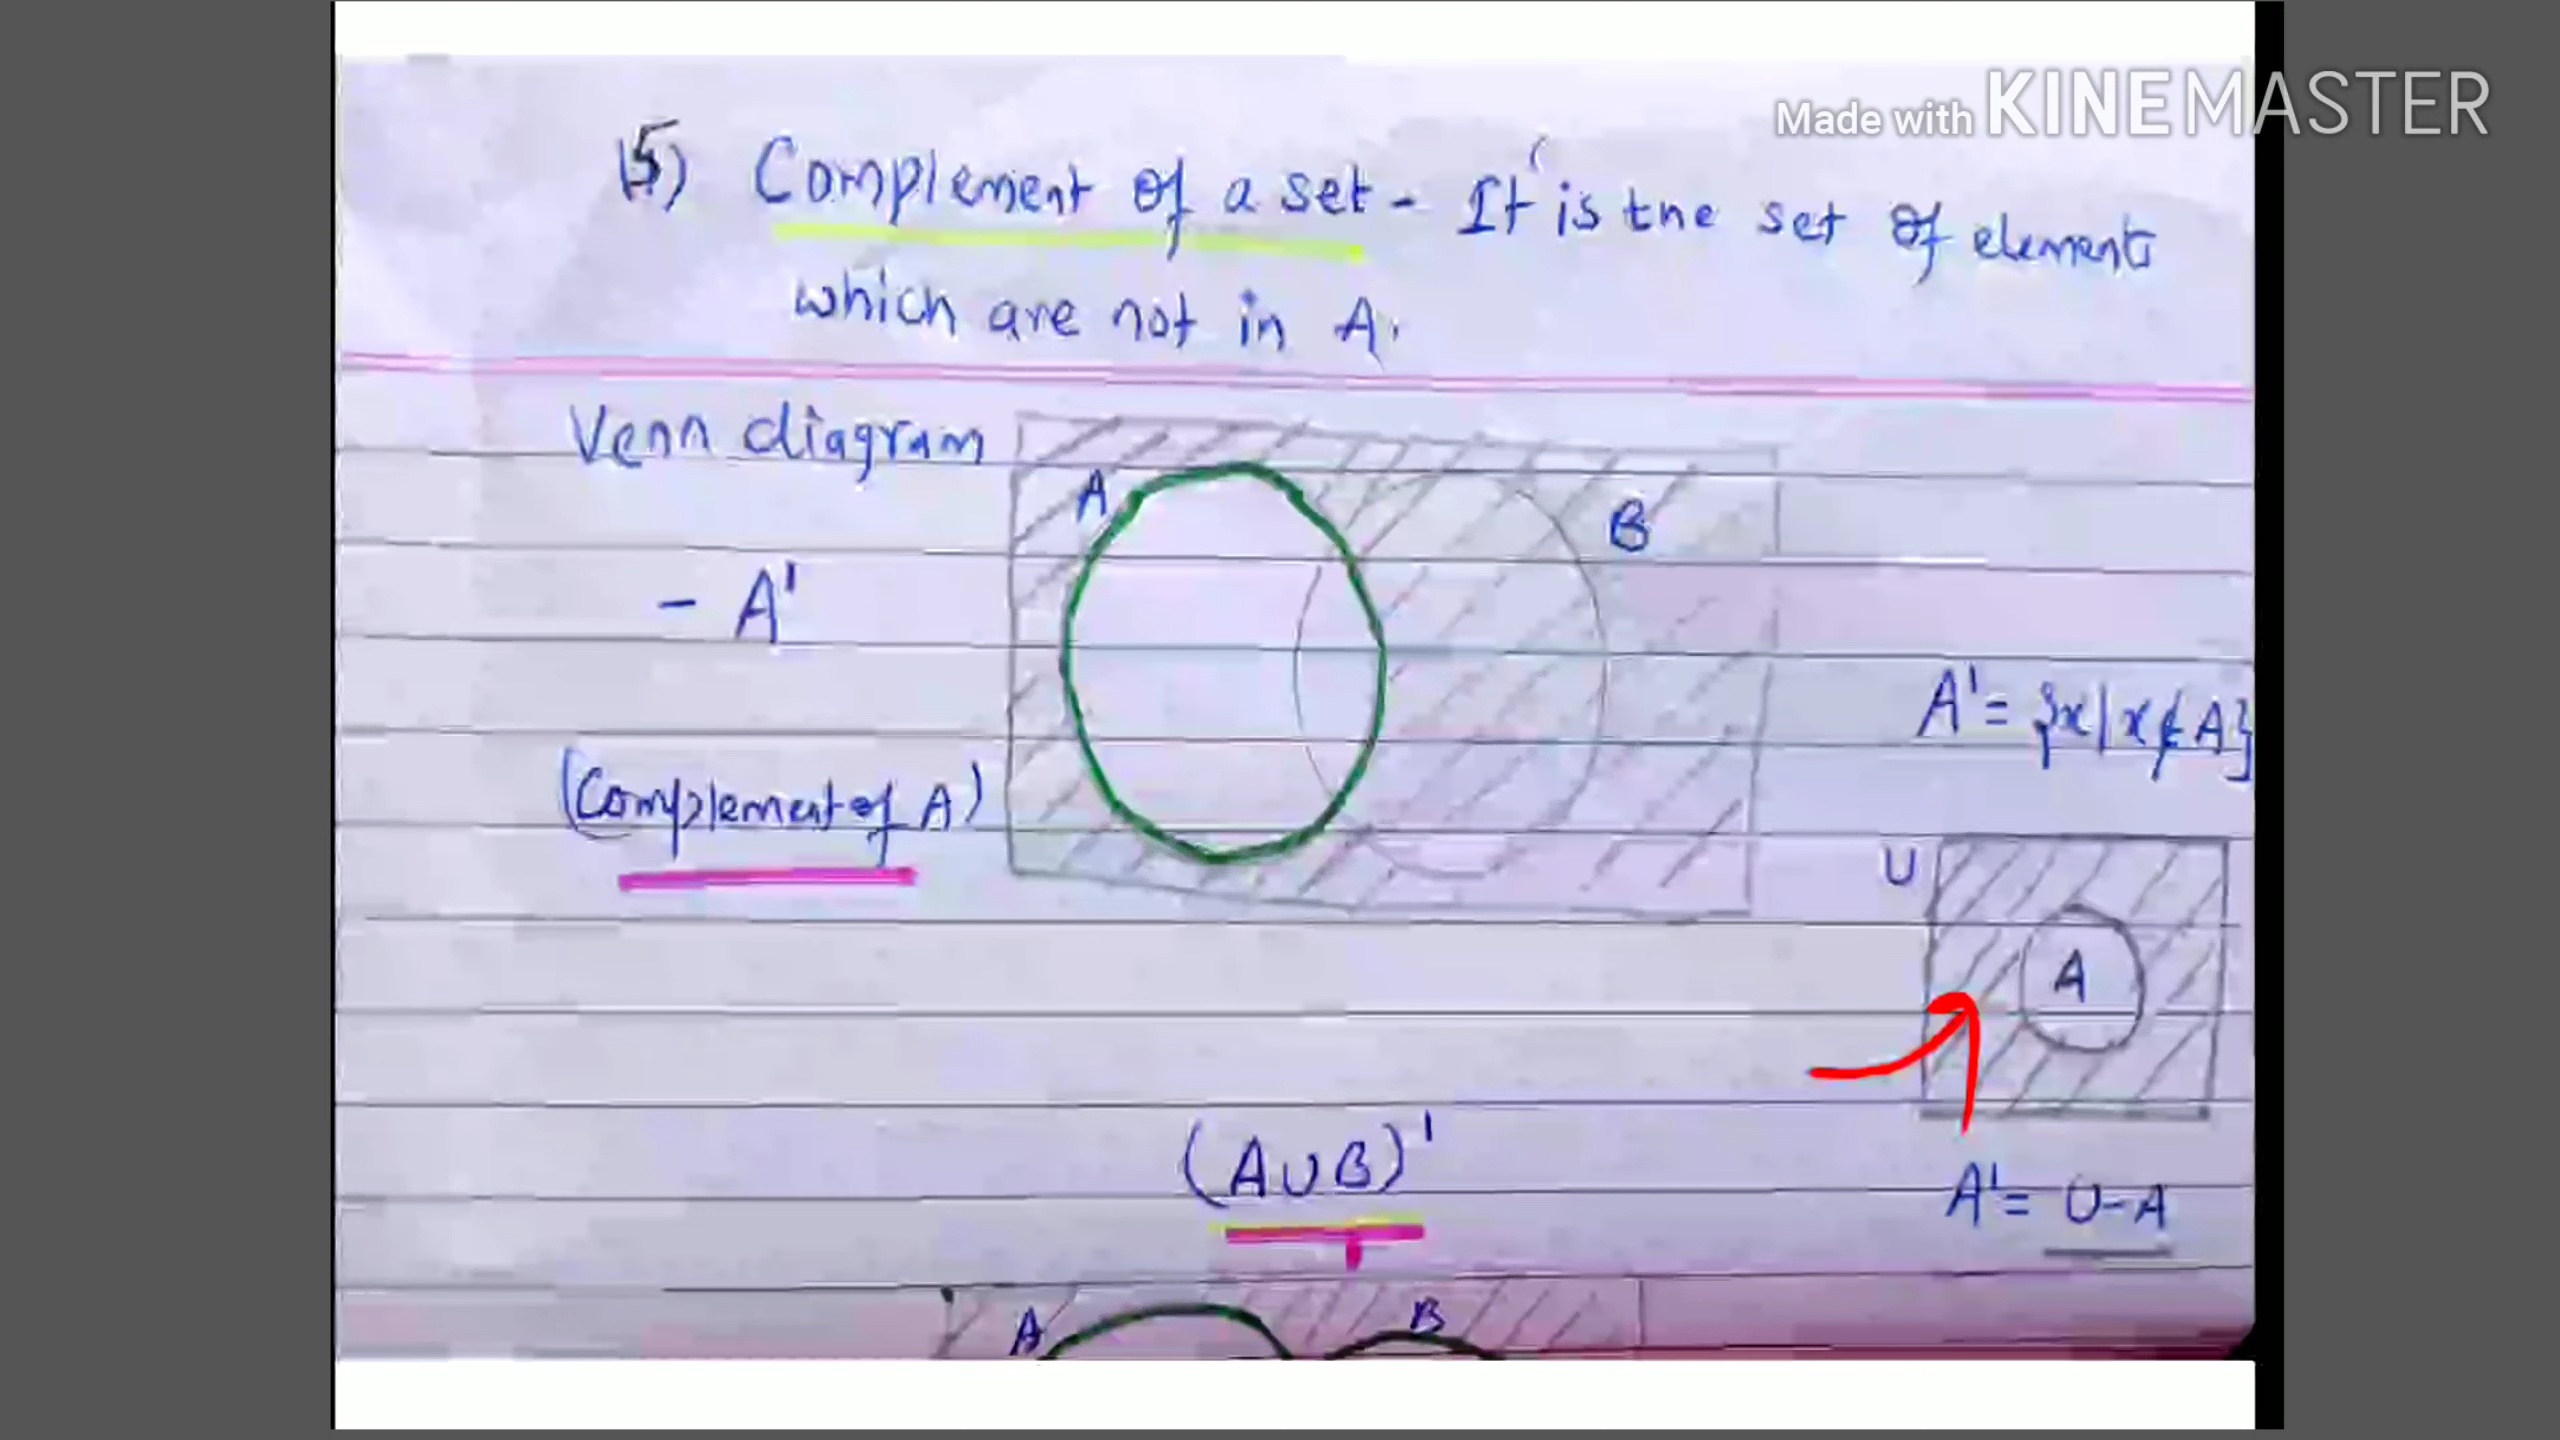 Made with KINEMASTER
5) Complement of a set - It is the set of elements
which are not in A.
Venn diagram
A
B
- A'
A' = {x|x∉A}
(Complement of A)
U
A
(A∪B)'
A' = U-A
A
B